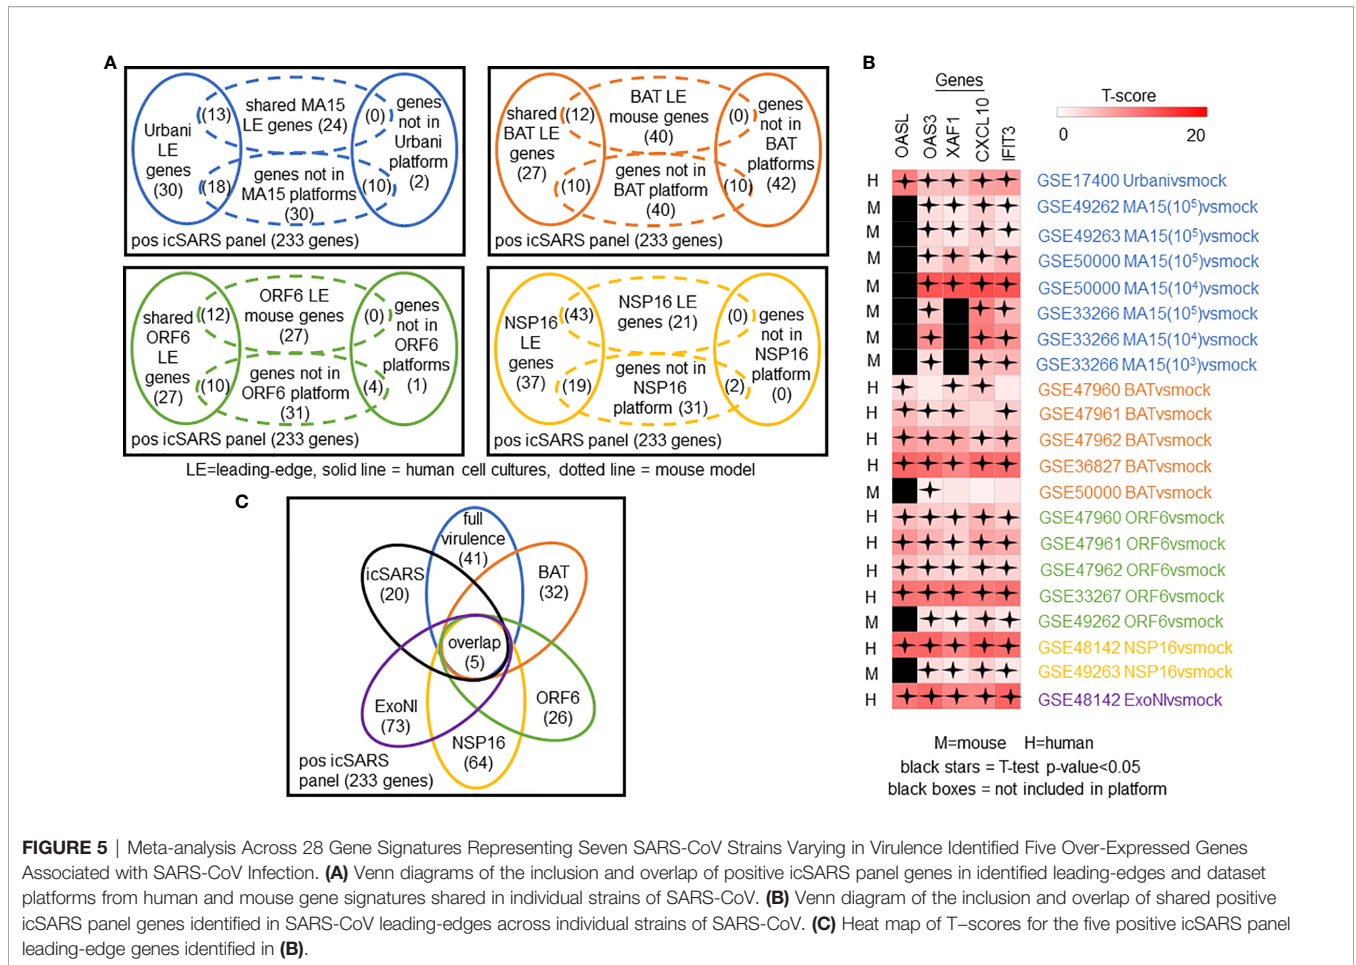 A
Urbani
LE
genes
(30)
(13)
shared MA15
LE genes (24)
(0)
genes
not in
Urbani
platform
(2)
(18)
genes not in
MA15 platforms
(30)
(10)
pos icSARS panel (233 genes)
shared
BAT LE
genes
(27)
(12)
BAT LE
mouse genes
(40)
(0)
genes
not in
BAT
platforms
(42)
(10)
genes not in
BAT platform
(40)
(10)
pos icSARS panel (233 genes)
shared
ORF6
LE
genes
(27)
(12)
ORF6 LE
mouse genes
(27)
(0)
genes
not in
ORF6
platforms
(1)
(10)
genes not in
ORF6 platform
(31)
(4)
pos icSARS panel (233 genes)
NSP16
LE
genes
(37)
(43)
NSP16 LE
genes (21)
(0)
genes
not in
NSP16
platform
(0)
(19)
genes not in
NSP16
platform (31)
(2)
pos icSARS panel (233 genes)
LE=leading-edge, solid line = human cell cultures, dotted line = mouse model
C
full
virulence
(41)
icSARS
(20)
BAT
(32)
overlap
(5)
ExoNI
(73)
ORF6
(26)
NSP16
(64)
pos icSARS
panel (233 genes)
B
Genes
OASL
OAS3
XAF1
CXCL10
IFIT3
T-score
0 20
H GSE17400 Urbanivsmock
M GSE49262 MA15(10⁵)vsmock
M GSE49263 MA15(10⁵)vsmock
M GSE50000 MA15(10⁵)vsmock
M GSE50000 MA15(10⁴)vsmock
M GSE33266 MA15(10⁵)vsmock
M GSE33266 MA15(10⁴)vsmock
M GSE33266 MA15(10³)vsmock
H GSE47960 BATvsmock
H GSE47961 BATvsmock
H GSE47962 BATvsmock
H GSE36827 BATvsmock
M GSE50000 BATvsmock
H GSE47960 ORF6vsmock
H GSE47961 ORF6vsmock
H GSE47962 ORF6vsmock
H GSE33267 ORF6vsmock
M GSE49262 ORF6vsmock
H GSE48142 NSP16vsmock
M GSE49263 NSP16vsmock
H GSE48142 ExoNIvsmock
M=mouse H=human
black stars = T-test p-value<0.05
black boxes = not included in platform
FIGURE 5 | Meta-analysis Across 28 Gene Signatures Representing Seven SARS-CoV Strains Varying in Virulence Identified Five Over-Expressed Genes
Associated with SARS-CoV Infection. (A) Venn diagrams of the inclusion and overlap of positive icSARS panel genes in identified leading-edges and dataset
platforms from human and mouse gene signatures shared in individual strains of SARS-CoV. (B) Venn diagram of the inclusion and overlap of shared positive
icSARS panel genes identified in SARS-CoV leading-edges across individual strains of SARS-CoV. (C) Heat map of T–scores for the five positive icSARS panel
leading-edge genes identified in (B).